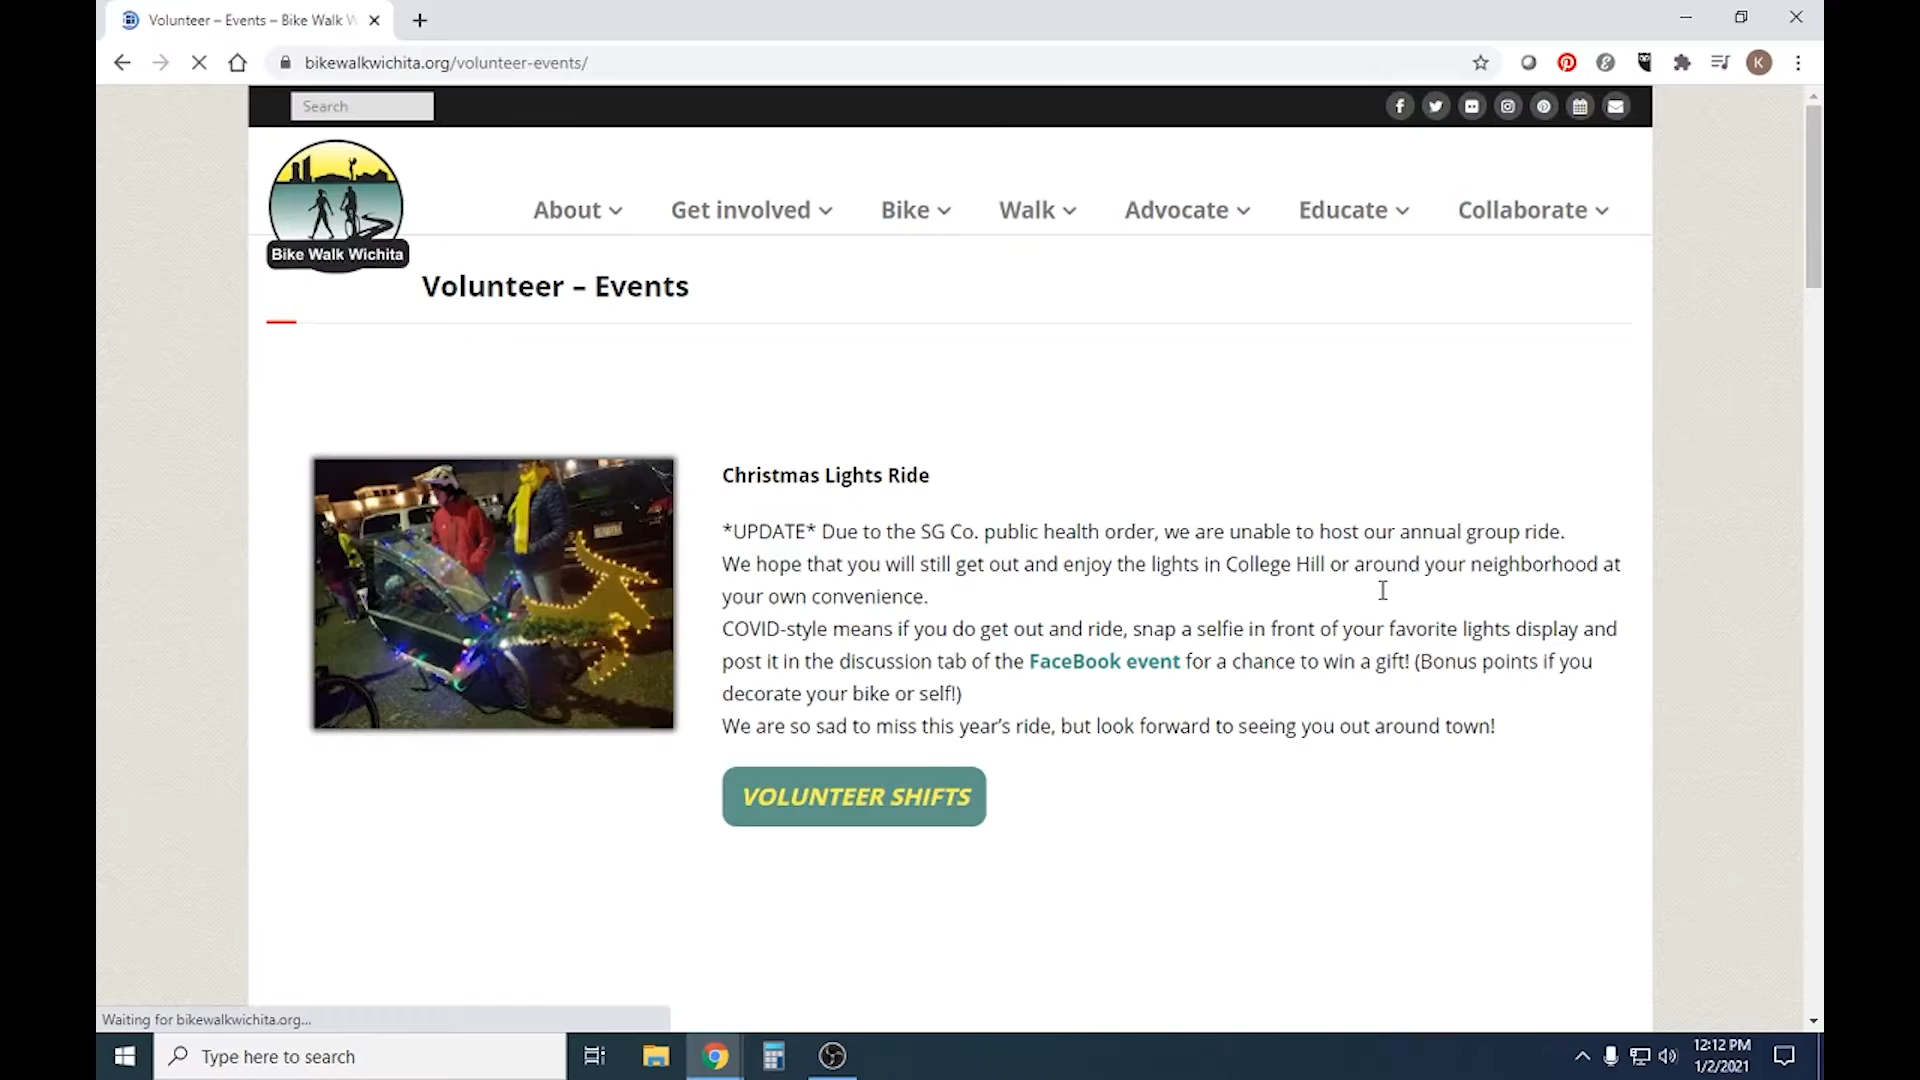 Volunteer – Events – Bike Walk W
bikewalkwichita.org/volunteer-events/
K
Search
Bike Walk Wichita
About
Get involved
Bike
Walk
Advocate
Educate
Collaborate
Volunteer – Events
Christmas Lights Ride
*UPDATE* Due to the SG Co. public health order, we are unable to host our annual group ride.
We hope that you will still get out and enjoy the lights in College Hill or around your neighborhood at
your own convenience.
COVID-style means if you do get out and ride, snap a selfie in front of your favorite lights display and
post it in the discussion tab of the FaceBook event for a chance to win a gift! (Bonus points if you
decorate your bike or self!)
We are so sad to miss this year’s ride, but look forward to seeing you out around town!
VOLUNTEER SHIFTS
Waiting for bikewalkwichita.org...
Type here to search
12:12 PM
1/2/2021